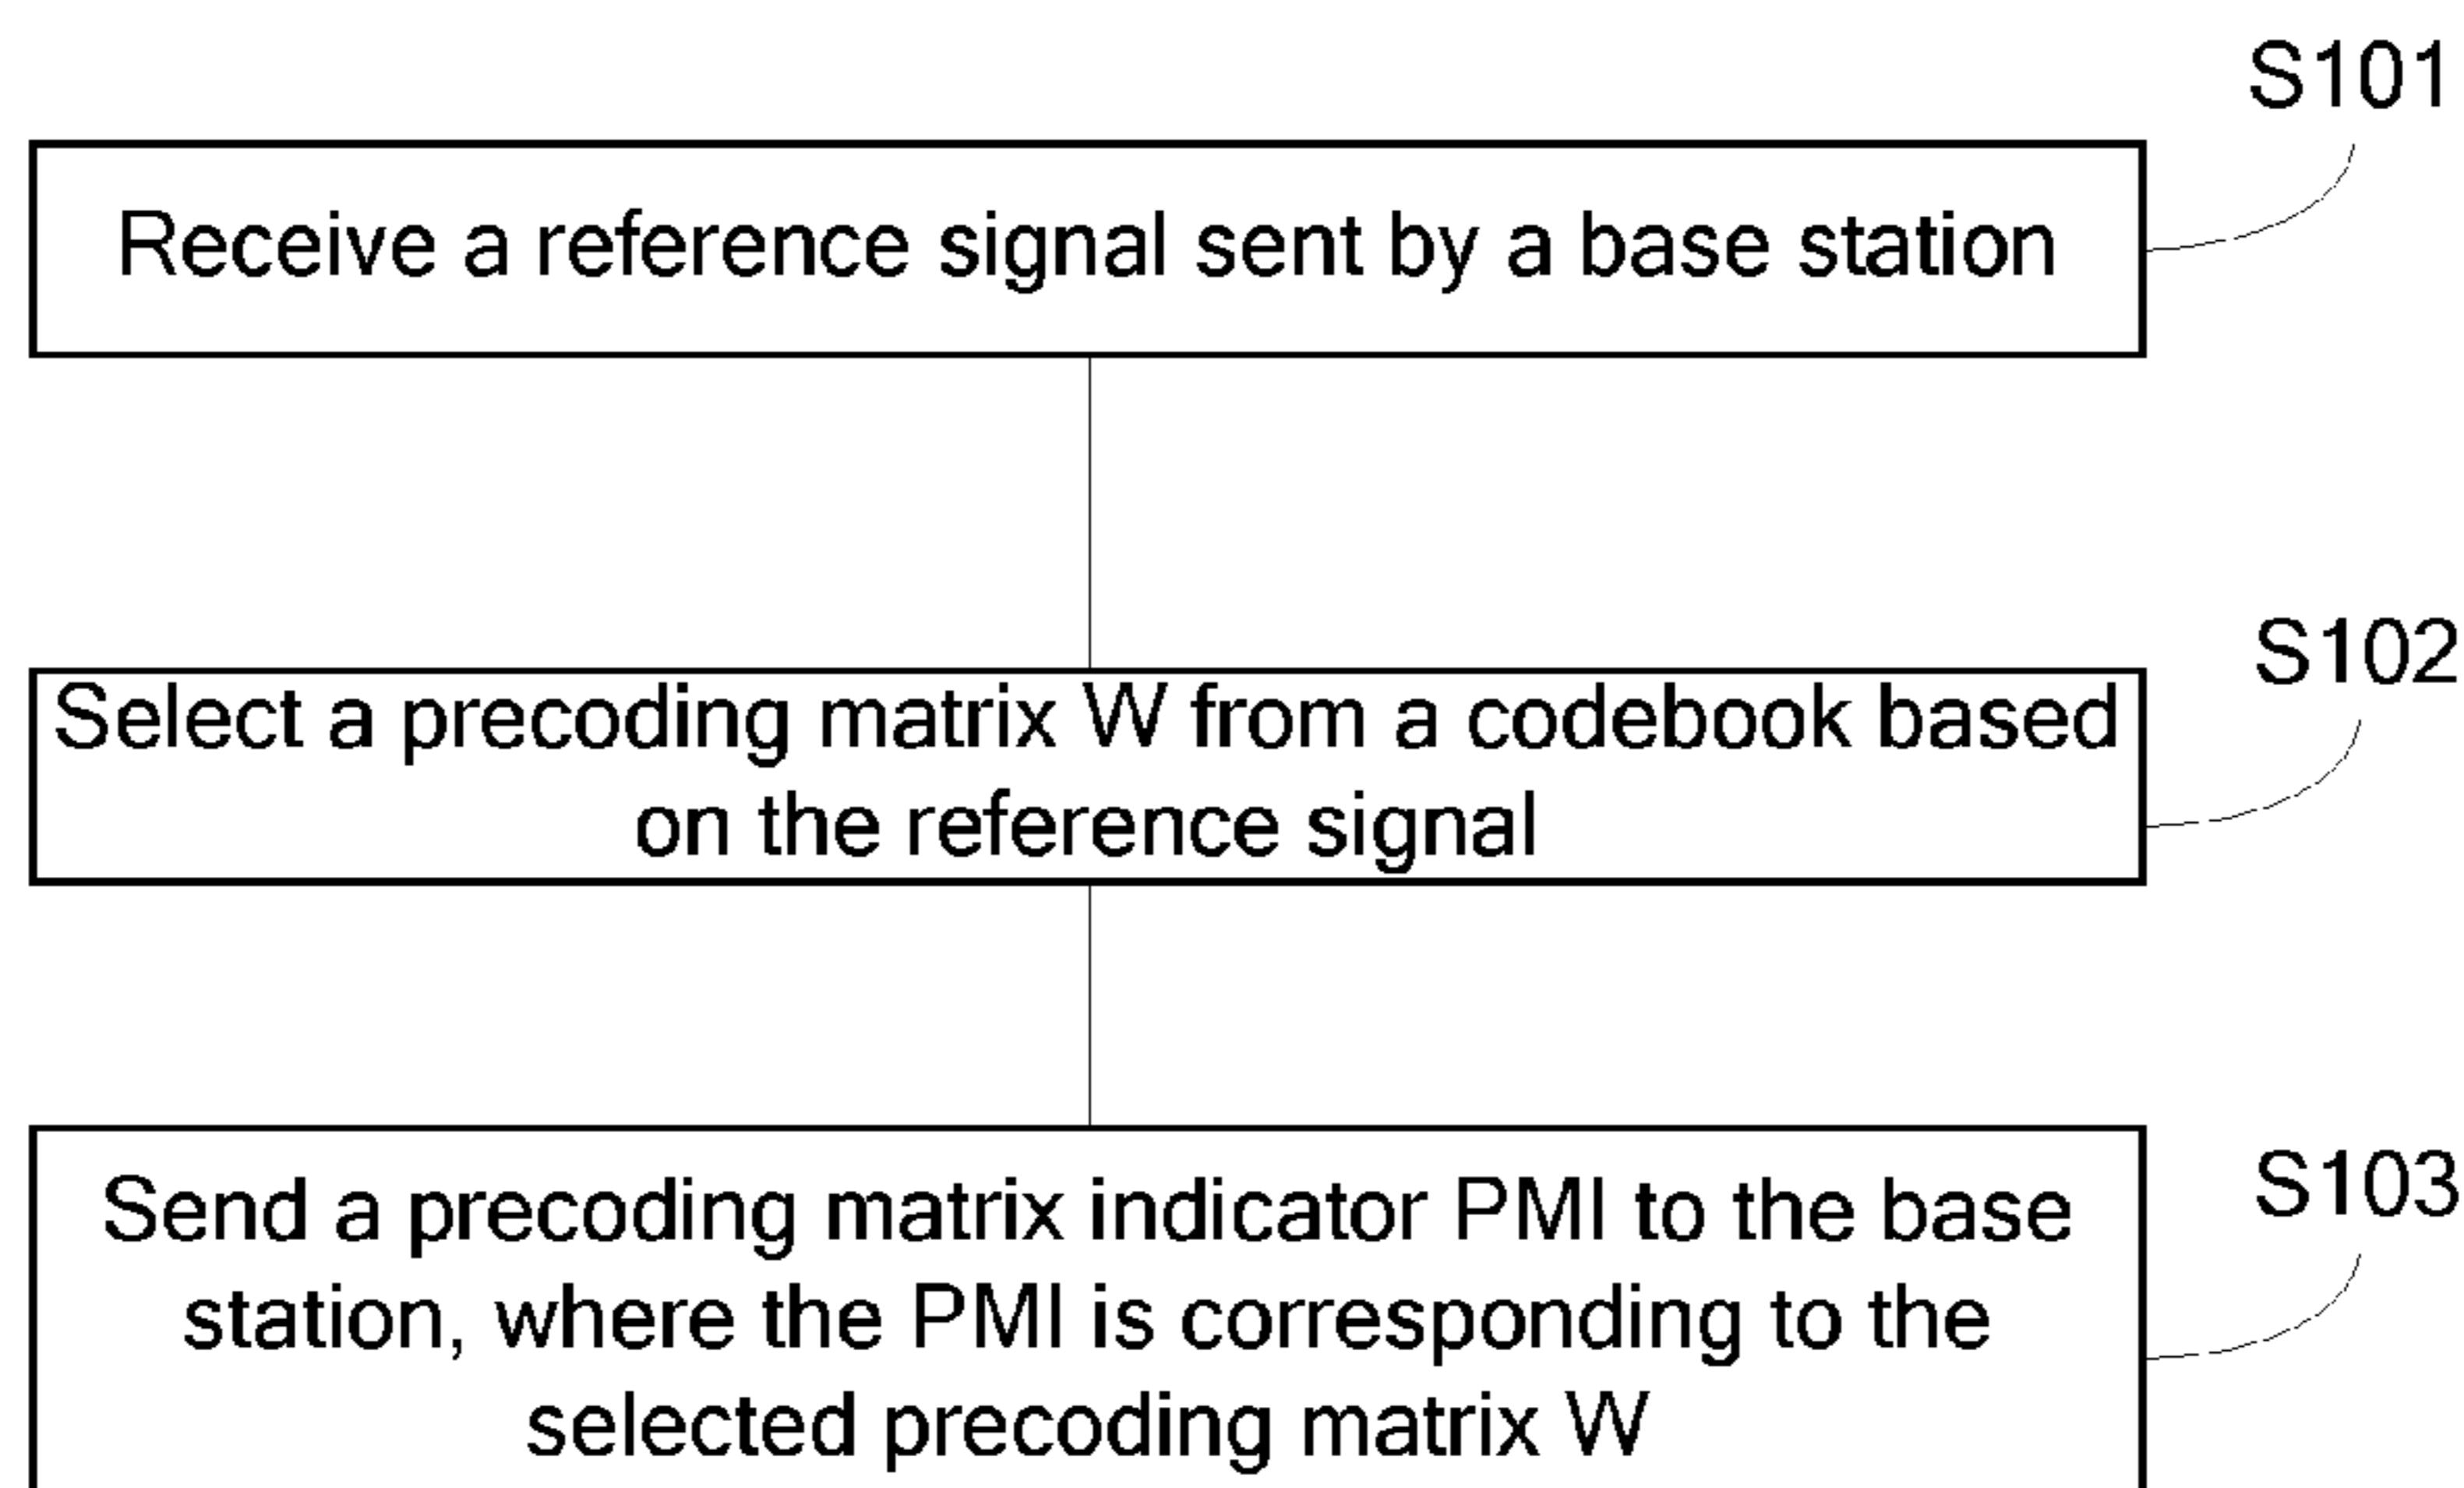 S101
Receive a reference signal sent by a base station
S102
Select a precoding matrix W from a codebook based
on the reference signal
S103
Send a precoding matrix indicator PMI to the base
station, where the PMI is corresponding to the
selected precoding matrix W